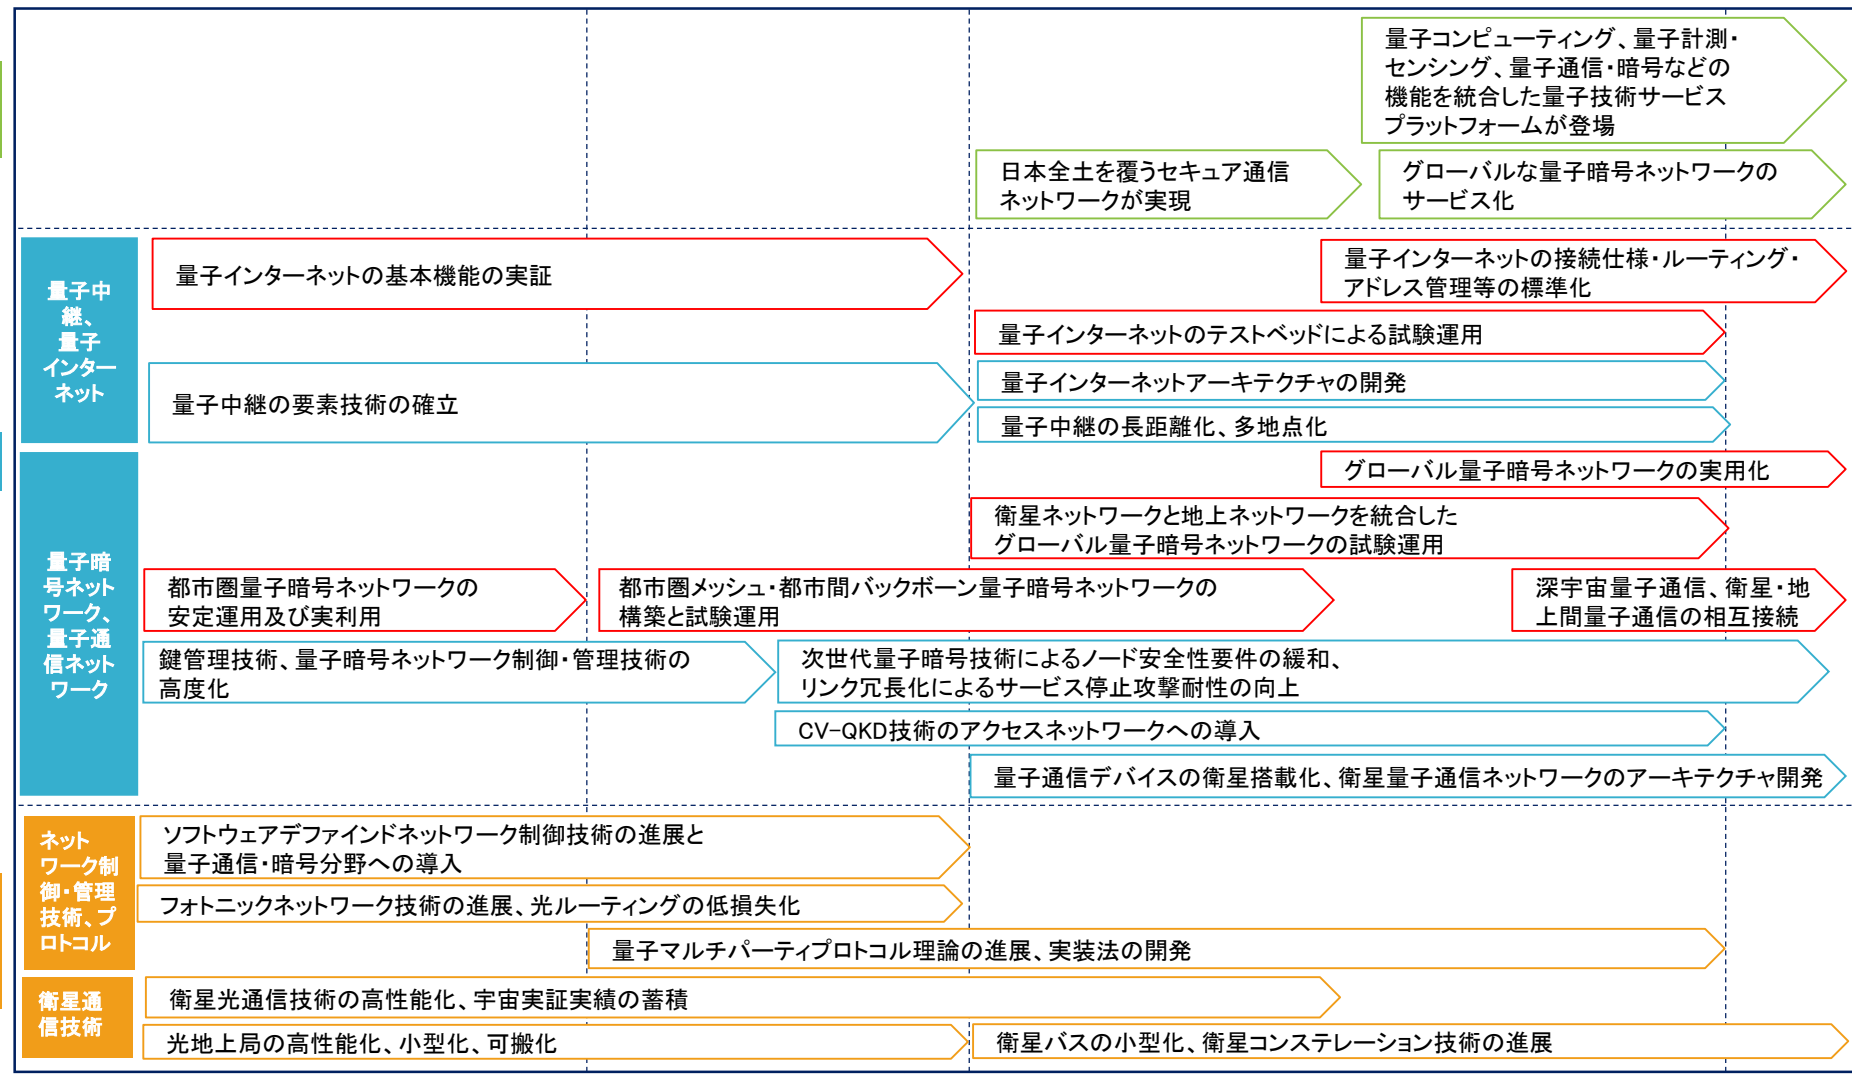 量子コンピューティング、量子計測・
センシング、量子通信・暗号などの
機能を統合した量子技術サービス
プラットフォームが登場
日本全土を覆うセキュア通信
ネットワークが実現
グローバルな量子暗号ネットワークの
サービス化
量子中
継、
量子
インター
ネット
量子インターネットの基本機能の実証
量子インターネットの接続仕様・ルーティング・
アドレス管理等の標準化
量子インターネットのテストベッドによる試験運用
量子中継の要素技術の確立
量子インターネットアーキテクチャの開発
量子中継の長距離化、多地点化
量子暗
号ネット
ワーク、
量子通
信ネット
ワーク
グローバル量子暗号ネットワークの実用化
衛星ネットワークと地上ネットワークを統合した
グローバル量子暗号ネットワークの試験運用
都市圏量子暗号ネットワークの
安定運用及び実利用
都市圏メッシュ・都市間バックボーン量子暗号ネットワークの
構築と試験運用
深宇宙量子通信、衛星・地
上間量子通信の相互接続
鍵管理技術、量子暗号ネットワーク制御・管理技術の
高度化
次世代量子暗号技術によるノード安全性要件の緩和、
リンク冗長化によるサービス停止攻撃耐性の向上
CV-QKD技術のアクセスネットワークへの導入
量子通信デバイスの衛星搭載化、衛星量子通信ネットワークのアーキテクチャ開発
ネット
ワーク制
御・管理
技術、プ
ロトコル
ソフトウェアデファインドネットワーク制御技術の進展と
量子通信・暗号分野への導入
フォトニックネットワーク技術の進展、光ルーティングの低損失化
量子マルチパーティプロトコル理論の進展、実装法の開発
衛星通
信技術
衛星光通信技術の高性能化、宇宙実証実績の蓄積
光地上局の高性能化、小型化、可搬化
衛星バスの小型化、衛星コンステレーション技術の進展